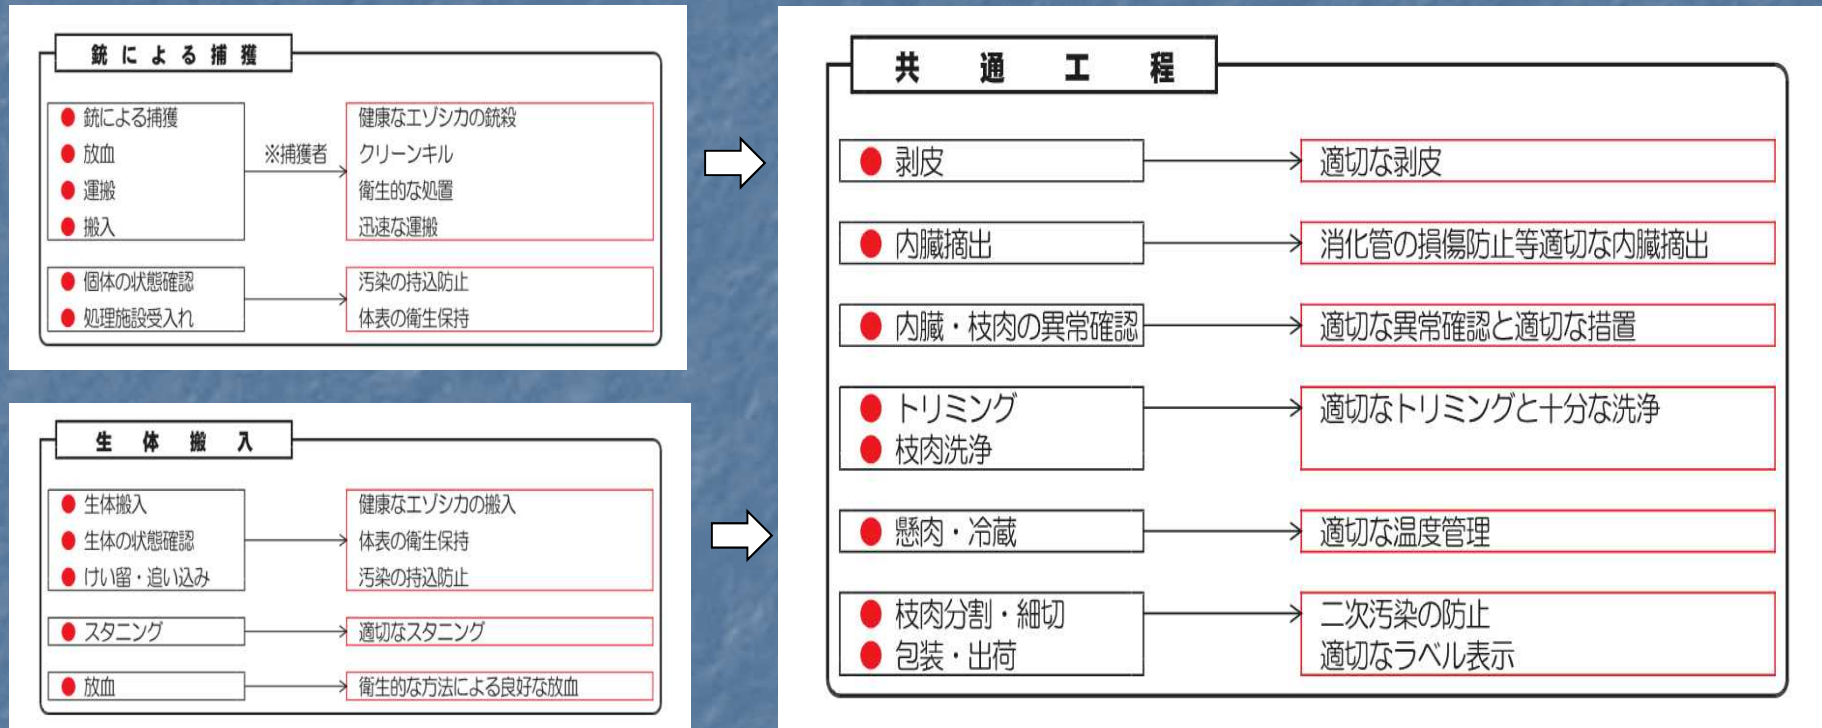 銃による捕獲
● 銃による捕獲
● 放血
● 運搬
● 搬入
※捕獲者
健康なエゾシカの銃殺
クリーンキル
衛生的な処置
迅速な運搬
● 個体の状態確認
● 処理施設受入れ
汚染の持込防止
体表の衛生保持
生体搬入
● 生体搬入
● 生体の状態確認
● けい留・追い込み
健康なエゾシカの搬入
体表の衛生保持
汚染の持込防止
● スタニング
適切なスタニング
● 放血
衛生的な方法による良好な放血
共通工程
● 剥皮
適切な剥皮
● 内臓摘出
消化管の損傷防止等適切な内臓摘出
● 内臓・枝肉の異常確認
適切な異常確認と適切な措置
● トリミング
● 枝肉洗浄
適切なトリミングと十分な洗浄
● 懸肉・冷蔵
適切な温度管理
● 枝肉分割・細切
● 包装・出荷
二次汚染の防止
適切なラベル表示